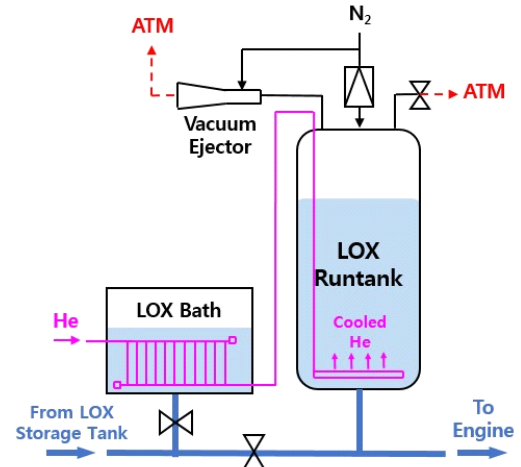 N₂
ATM
ATM
Vacuum
Ejector
LOX
Runtank
LOX Bath
He
Cooled
He
From LOX
Storage Tank
To
Engine